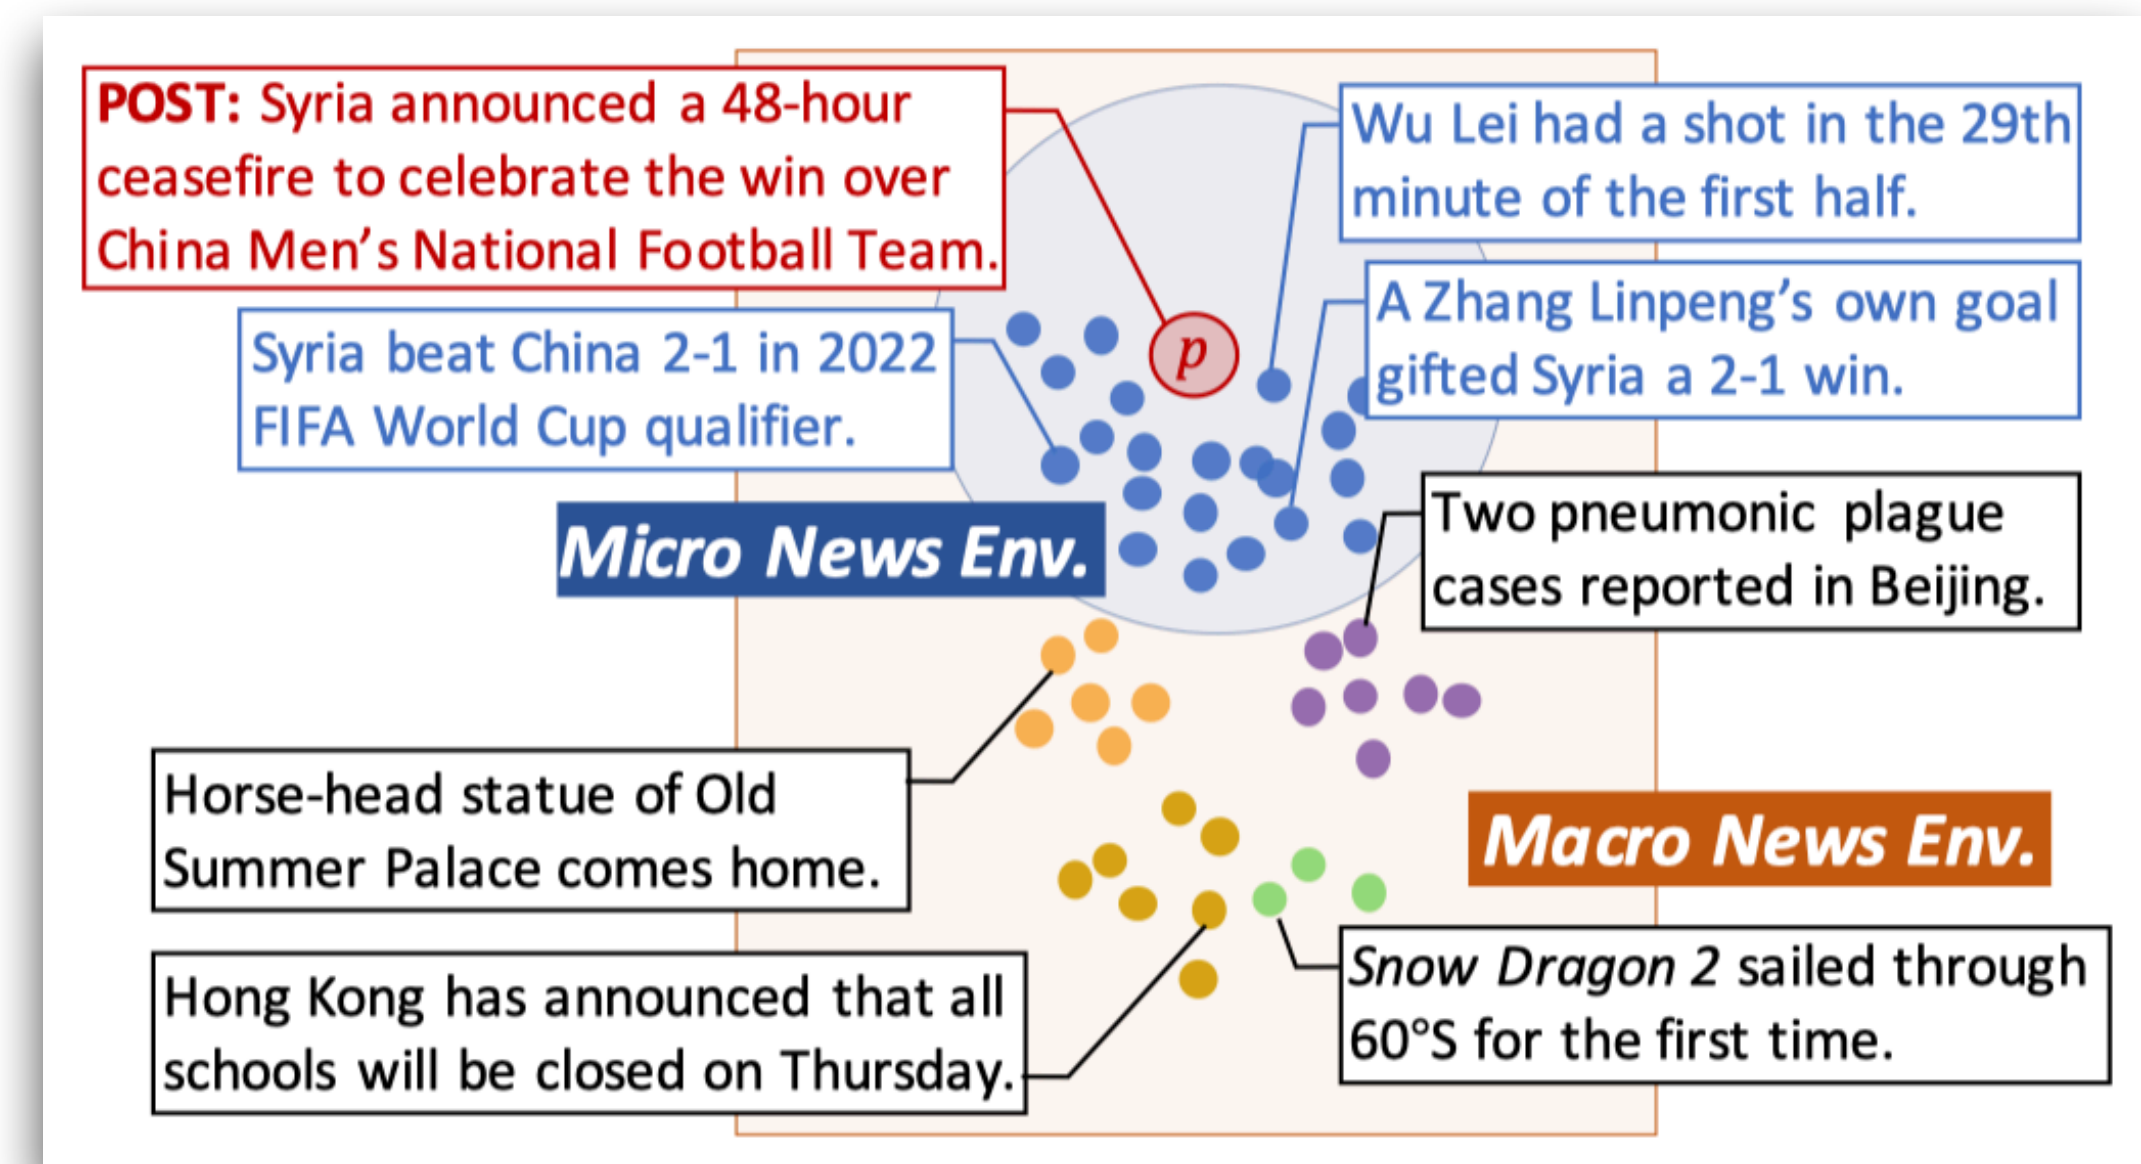 POST: Syria announced a 48-hour
ceasefire to celebrate the win over
China Men's National Football Team.
Wu Lei had a shot in the 29th
minute of the first half.
A Zhang Linpeng's own goal
gifted Syria a 2-1 win.
Syria beat China 2-1 in 2022
FIFA World Cup qualifier.
p
Micro News Env.
Two pneumonic plague
cases reported in Beijing.
Horse-head statue of Old
Summer Palace comes home.
Macro News Env.
Hong Kong has announced that all
schools will be closed on Thursday.
Snow Dragon 2 sailed through
60°S for the first time.